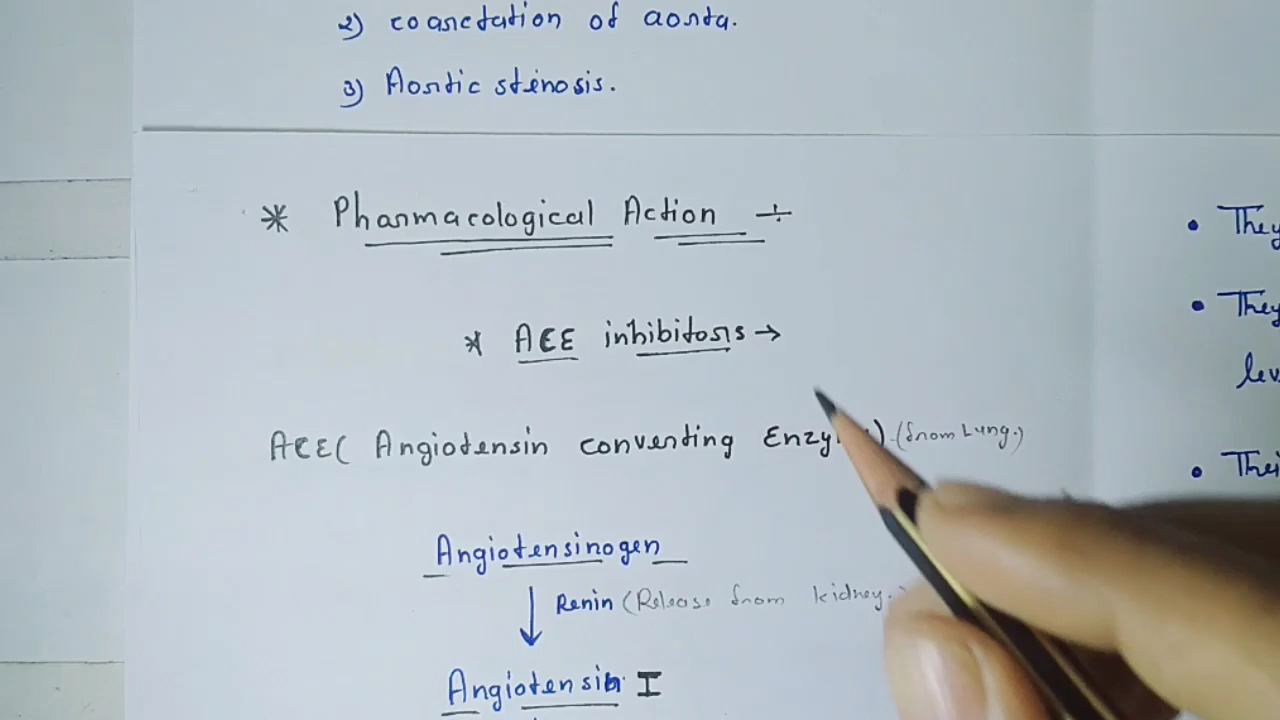 2) coarctation of aorta.
3) Aortic stenosis.
* Pharmacological Action ÷
* ACE inhibitors →
ACE( Angiotensin converting Enzy) (from Lung.)
Angiotensinogen
↓ Renin (Release from kidney.)
Angiotensin I
• They
• They
lev
• Thei